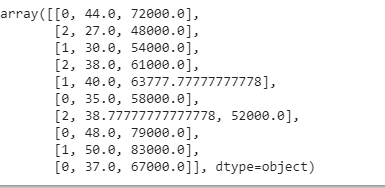 array([[0, 44.0, 72000.0],
[2, 27.0, 48000.0],
[1, 30.0, 54000.0],
[2, 38.0, 61000.0],
[1, 40.0, 63777.77777777778],
[0, 35.0, 58000.0],
[2, 38.77777777777778, 52000.0],
[0, 48.0, 79000.0],
[1, 50.0, 83000.0],
[0, 37.0, 67000.0]], dtype=object)